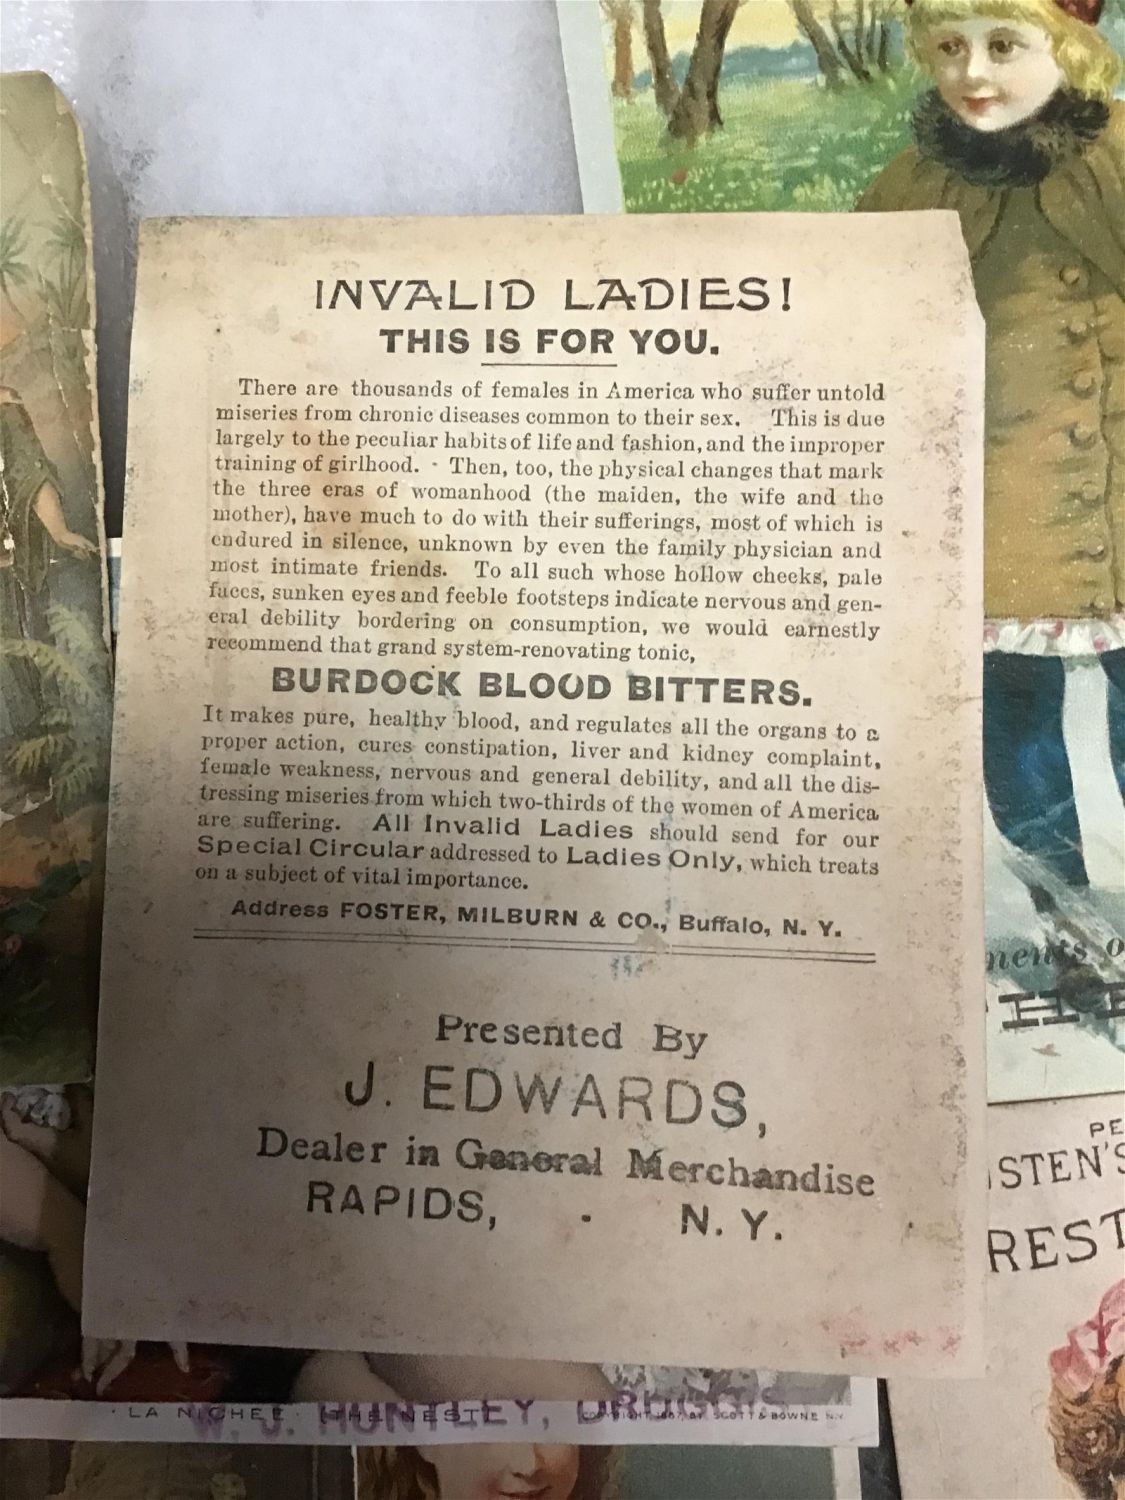 INVALID LADIES!
THIS IS FOR YOU.
There are thousands of females in America who suffer untold
miseries from chronic diseases common to their sex. This is due
largely to the peculiar habits of life and fashion, and the improper
training of girlhood. - Then, too, the physical changes that mark
the three eras of womanhood (the maiden, the wife and the
mother), have much to do with their sufferings, most of which is
endured in silence, unknown by even the family physician and
most intimate friends. To all such whose hollow cheeks, pale
faces, sunken eyes and feeble footsteps indicate nervous and gen-
eral debility bordering on consumption, we would earnestly
recommend that grand system-renovating tonic,
BURDOCK BLOOD BITTERS.
It makes pure, healthy blood, and regulates all the organs to a
proper action, cures constipation, liver and kidney complaint,
female weakness, nervous and general debility, and all the dis-
tressing miseries from which two-thirds of the women of America
are suffering. All Invalid Ladies should send for our
Special Circular addressed to Ladies Only, which treats
on a subject of vital importance.
Address FOSTER, MILBURN & CO., Buffalo, N. Y.
Presented By
J. EDWARDS,
Dealer in General Merchandise
RAPIDS, - N. Y.
LA NICHEE THE NEST
W. J. HUNTLEY, DRUGGIST
SCOTT & BOWNE N.Y.
PE
STEN'S
REST